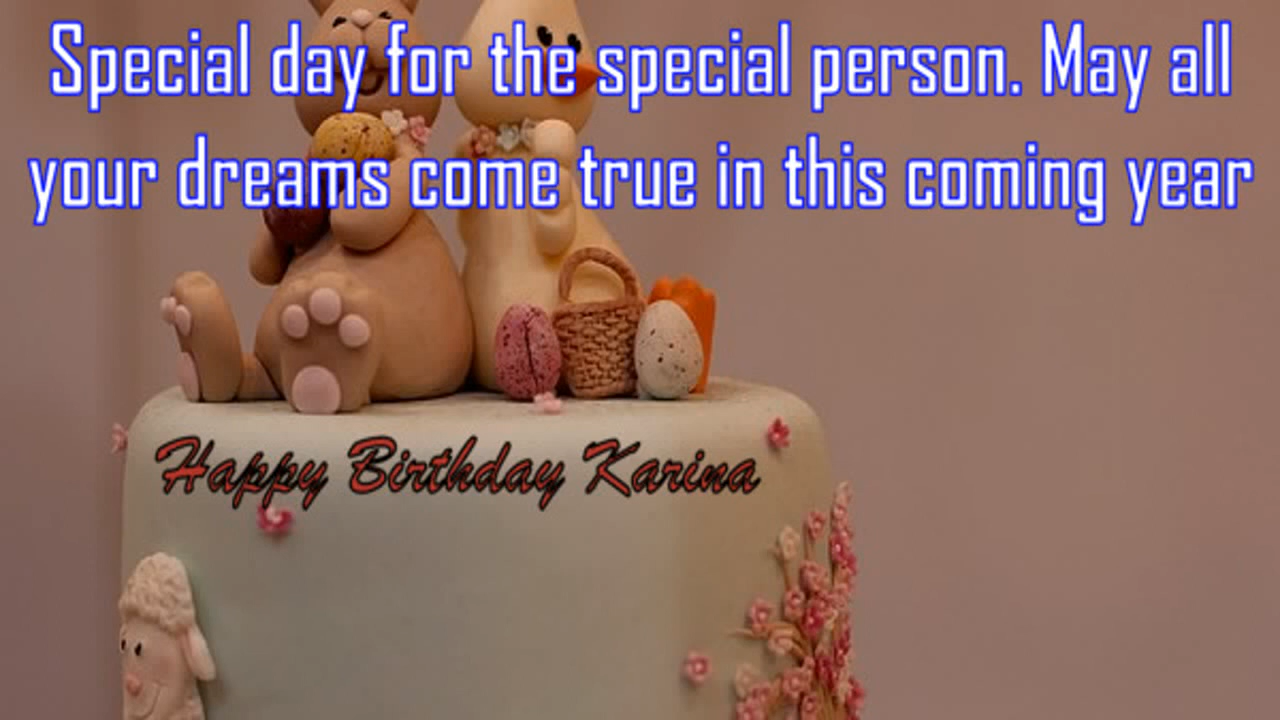 Special day for the special person. May all
your dreams come true in this coming year
Happy Birthday Karina